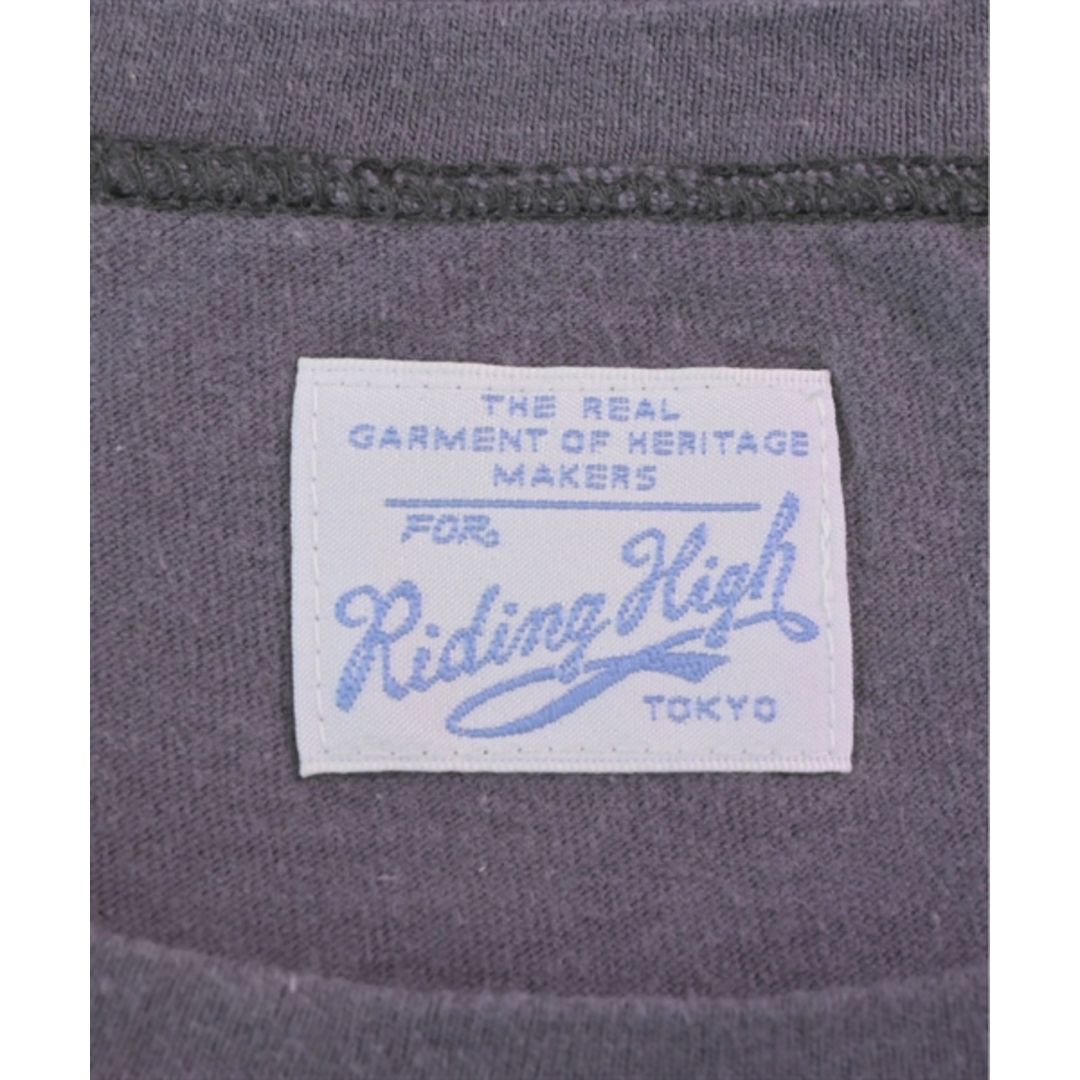 THE REAL
GARMENT OF HERITAGE
MAKERS
FOR
Riding High
TOKYO